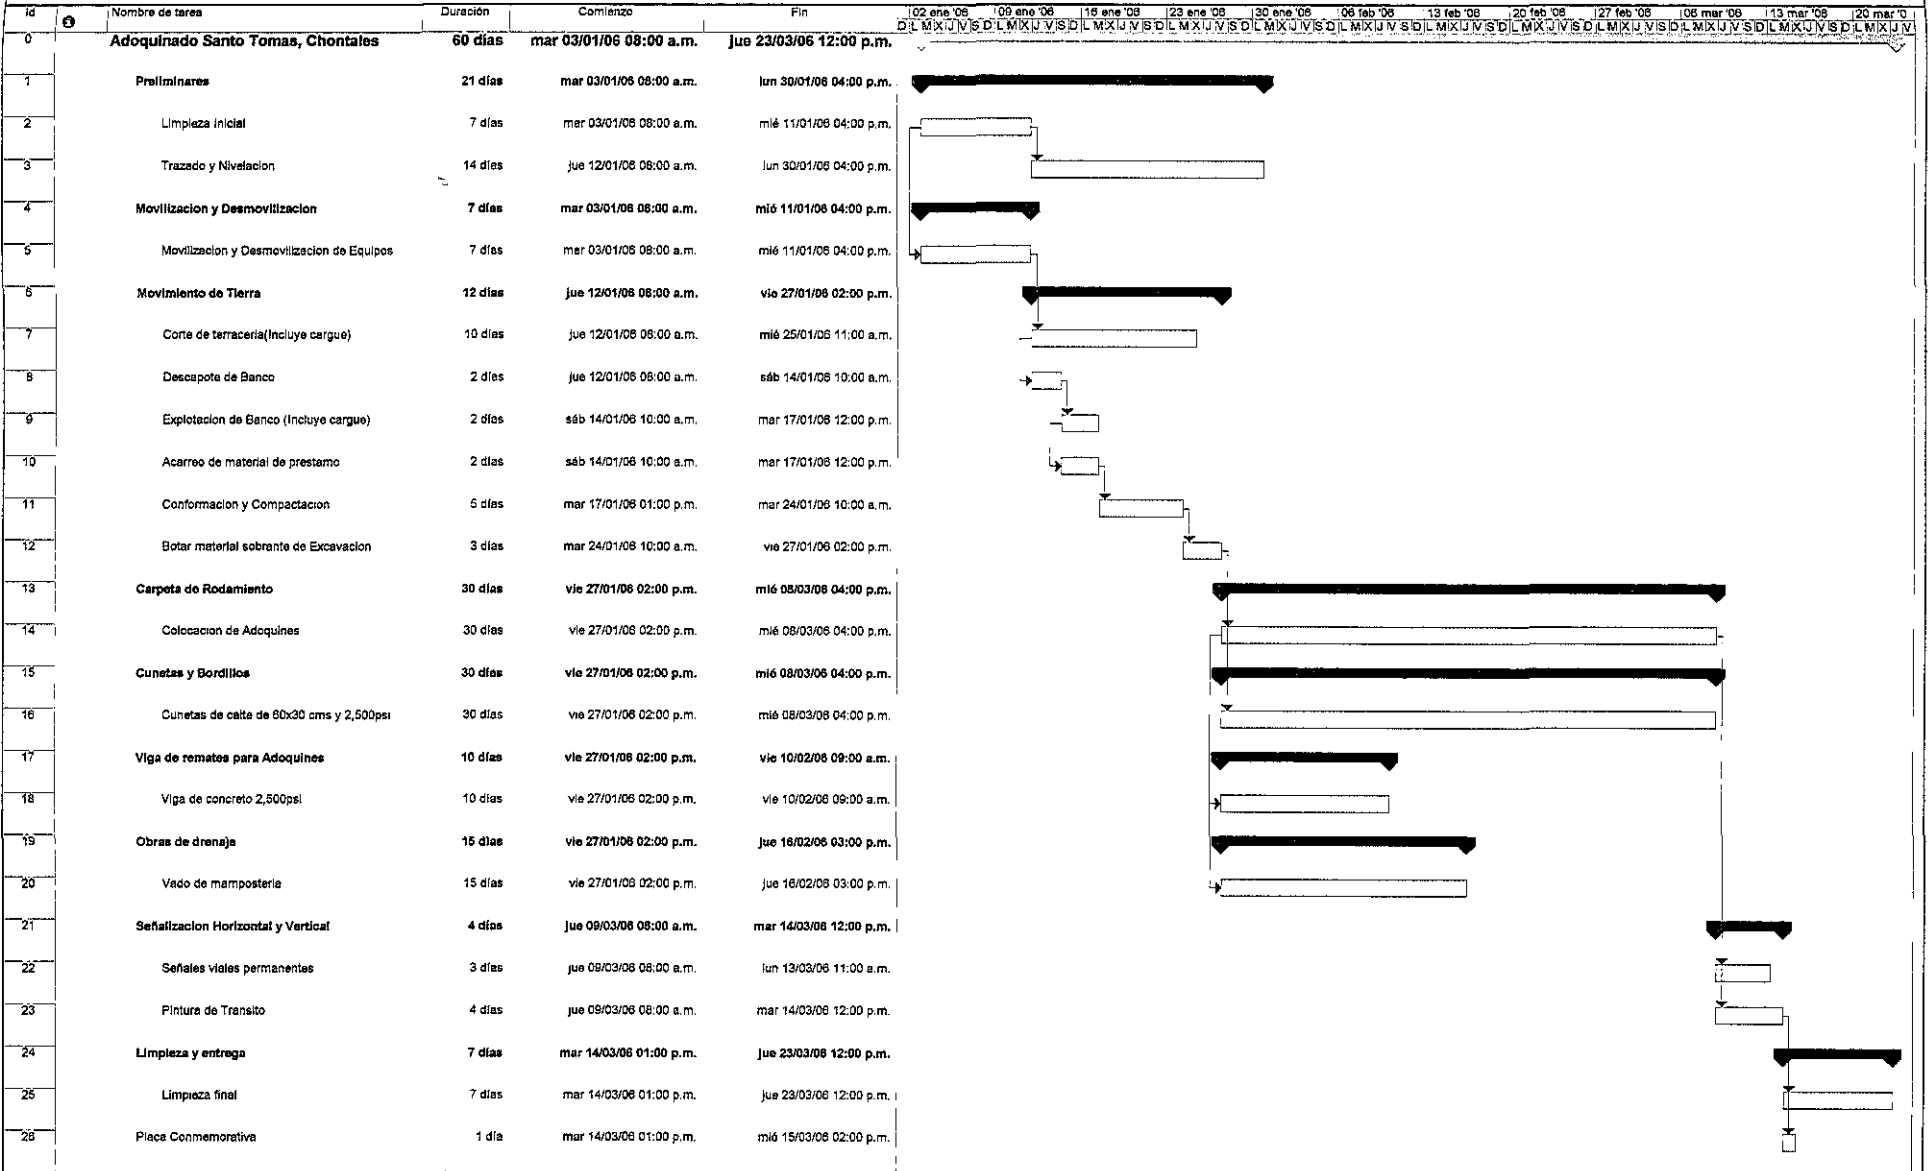 Id Nombre de tarea Duración Comienzo Fin 02 ene '06 09 ene '06 16 ene '06 23 ene '06 30 ene '06 06 feb '06 13 feb '06 20 feb '06 27 feb '06 06 mar '06 13 mar '06 20 mar '0
D L M X J V S D L M X J V S D L M X J V S D L M X J V S D L M X J V S D L M X J V S D L M X J V S D L M X J V S D L M X J V S D L M X J V S D L M X J V S D L M X J V
0 Adoquinado Santo Tomas, Chontales 60 días mar 03/01/06 08:00 a.m. jue 23/03/06 12:00 p.m.
1 Preliminares 21 días mar 03/01/06 08:00 a.m. lun 30/01/06 04:00 p.m.
2 Limpieza Inicial 7 días mar 03/01/06 08:00 a.m. mié 11/01/06 04:00 p.m.
3 Trazado y Nivelacion 14 días jue 12/01/06 08:00 a.m. lun 30/01/06 04:00 p.m.
4 Movilizacion y Desmovilizacion 7 días mar 03/01/06 08:00 a.m. mié 11/01/06 04:00 p.m.
5 Movilizacion y Desmovilizacion de Equipos 7 días mar 03/01/06 08:00 a.m. mié 11/01/06 04:00 p.m.
6 Movimiento de Tierra 12 días jue 12/01/06 08:00 a.m. vie 27/01/06 02:00 p.m.
7 Corte de terraceria(Incluye cargue) 10 días jue 12/01/06 08:00 a.m. mié 25/01/06 11:00 a.m.
8 Descapote de Banco 2 días jue 12/01/06 08:00 a.m. sáb 14/01/06 10:00 a.m.
9 Explotacion de Banco (Incluye cargue) 2 días sáb 14/01/06 10:00 a.m. mar 17/01/06 12:00 p.m.
10 Acarreo de material de prestamo 2 días sáb 14/01/06 10:00 a.m. mar 17/01/06 12:00 p.m.
11 Conformacion y Compactacion 5 días mar 17/01/06 01:00 p.m. mar 24/01/06 10:00 a.m.
12 Botar material sobrante de Excavacion 3 días mar 24/01/06 10:00 a.m. vie 27/01/06 02:00 p.m.
13 Carpeta de Rodamiento 30 días vie 27/01/06 02:00 p.m. mié 08/03/06 04:00 p.m.
14 Colocacion de Adoquines 30 días vie 27/01/06 02:00 p.m. mié 08/03/06 04:00 p.m.
15 Cunetas y Bordillos 30 días vie 27/01/06 02:00 p.m. mié 08/03/06 04:00 p.m.
16 Cunetas de caite de 60x30 cms y 2,500psi 30 días vie 27/01/06 02:00 p.m. mié 08/03/06 04:00 p.m.
17 Viga de remates para Adoquines 10 días vie 27/01/06 02:00 p.m. vie 10/02/06 09:00 a.m.
18 Viga de concreto 2,500psi 10 días vie 27/01/06 02:00 p.m. vie 10/02/06 09:00 a.m.
19 Obras de drenaje 15 días vie 27/01/06 02:00 p.m. jue 16/02/06 03:00 p.m.
20 Vado de mamposteria 15 días vie 27/01/06 02:00 p.m. jue 16/02/06 03:00 p.m.
21 Señalizacion Horizontal y Vertical 4 días jue 09/03/06 08:00 a.m. mar 14/03/06 12:00 p.m.
22 Señales viales permanentes 3 días jue 09/03/06 08:00 a.m. lun 13/03/06 11:00 a.m.
23 Pintura de Transito 4 días jue 09/03/06 08:00 a.m. mar 14/03/06 12:00 p.m.
24 Limpieza y entrega 7 días mar 14/03/06 01:00 p.m. jue 23/03/06 12:00 p.m.
25 Limpieza final 7 días mar 14/03/06 01:00 p.m. jue 23/03/06 12:00 p.m.
26 Placa Conmemorativa 1 día mar 14/03/06 01:00 p.m. mié 15/03/06 02:00 p.m.